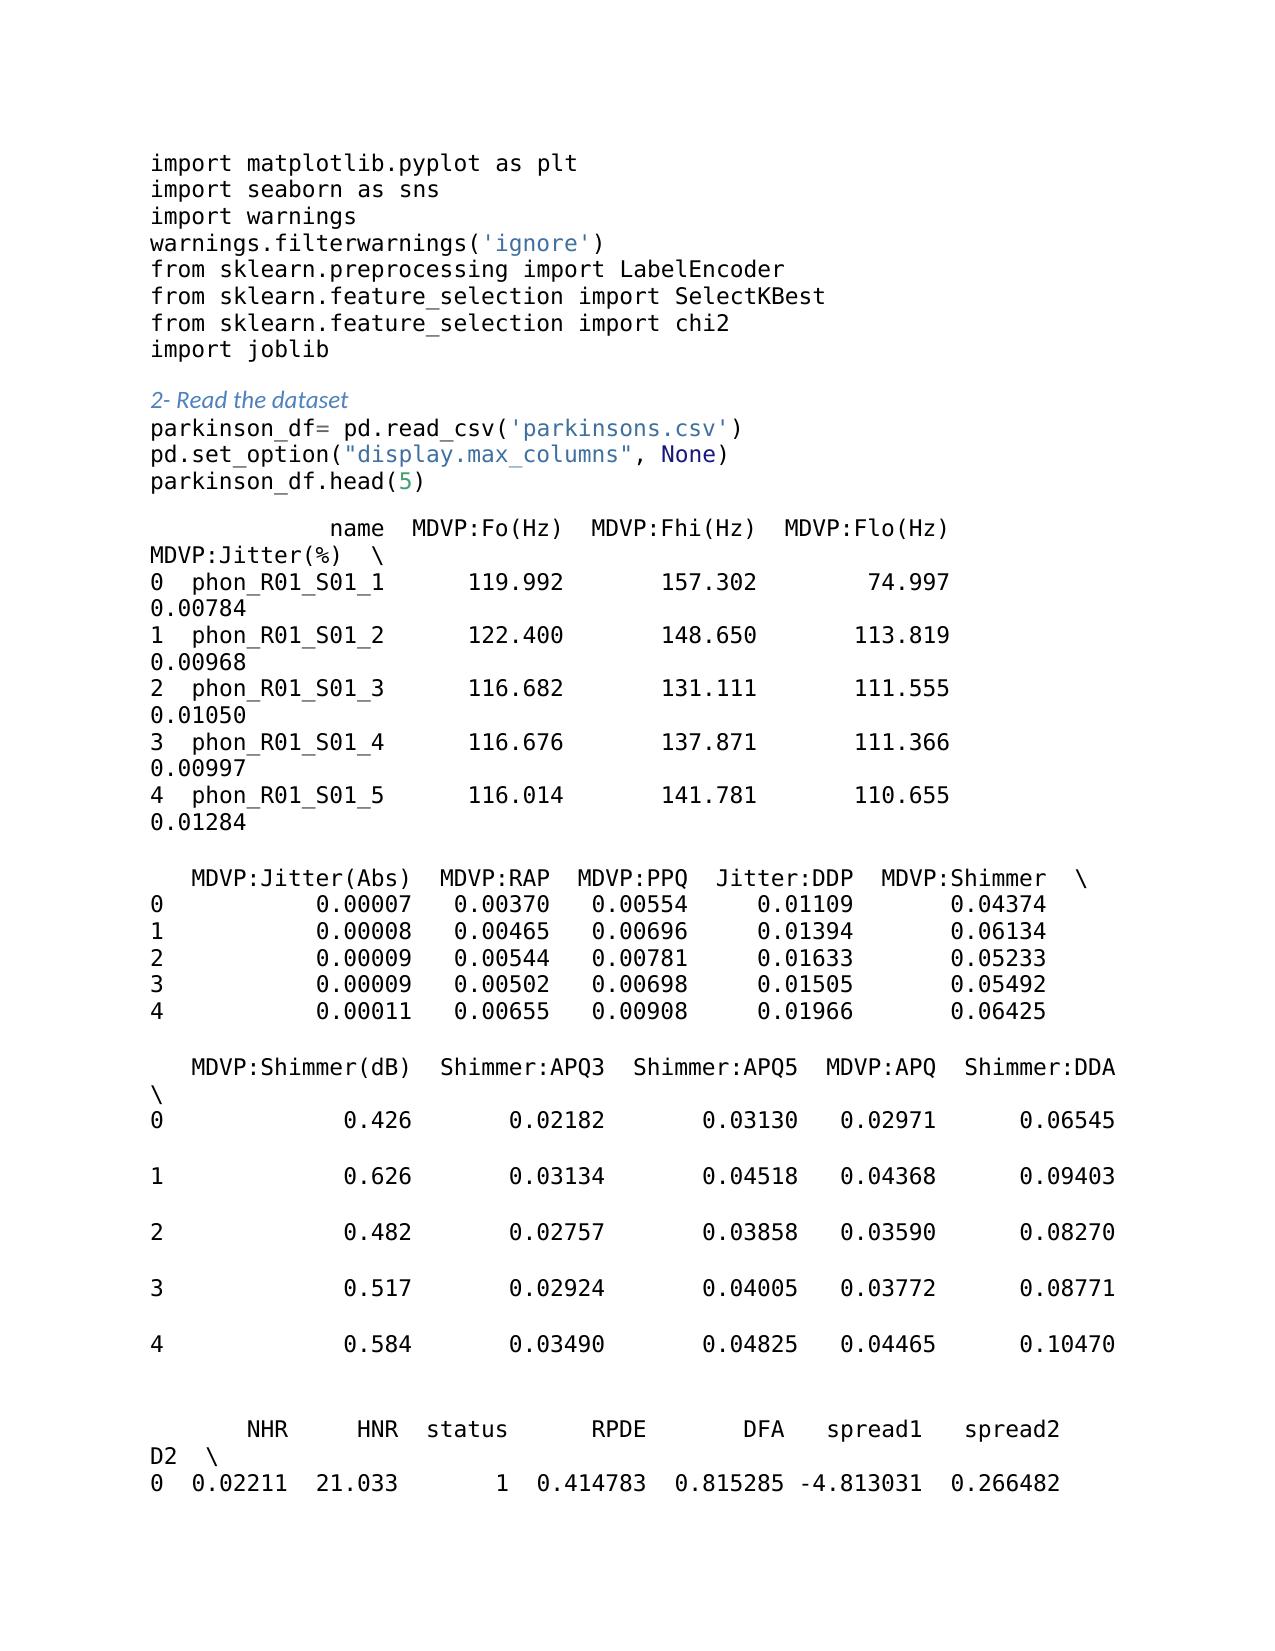 import matplotlib.pyplot as plt
import seaborn as sns
import warnings
warnings.filterwarnings('ignore')
from sklearn.preprocessing import LabelEncoder
from sklearn.feature_selection import SelectKBest
from sklearn.feature_selection import chi2
import joblib
2- Read the dataset
parkinson_df= pd.read_csv('parkinsons.csv')
pd.set_option("display.max_columns", None)
parkinson_df.head(5)
name  MDVP:Fo(Hz)  MDVP:Fhi(Hz)  MDVP:Flo(Hz)
MDVP:Jitter(%)  \
0  phon_R01_S01_1      119.992       157.302        74.997
0.00784
1  phon_R01_S01_2      122.400       148.650       113.819
0.00968
2  phon_R01_S01_3      116.682       131.111       111.555
0.01050
3  phon_R01_S01_4      116.676       137.871       111.366
0.00997
4  phon_R01_S01_5      116.014       141.781       110.655
0.01284
MDVP:Jitter(Abs)  MDVP:RAP  MDVP:PPQ  Jitter:DDP  MDVP:Shimmer  \
0           0.00007   0.00370   0.00554     0.01109       0.04374
1           0.00008   0.00465   0.00696     0.01394       0.06134
2           0.00009   0.00544   0.00781     0.01633       0.05233
3           0.00009   0.00502   0.00698     0.01505       0.05492
4           0.00011   0.00655   0.00908     0.01966       0.06425
MDVP:Shimmer(dB)  Shimmer:APQ3  Shimmer:APQ5  MDVP:APQ  Shimmer:DDA
\
0             0.426       0.02182       0.03130   0.02971      0.06545
1             0.626       0.03134       0.04518   0.04368      0.09403
2             0.482       0.02757       0.03858   0.03590      0.08270
3             0.517       0.02924       0.04005   0.03772      0.08771
4             0.584       0.03490       0.04825   0.04465      0.10470
NHR     HNR  status      RPDE       DFA   spread1   spread2
D2  \
0  0.02211  21.033       1  0.414783  0.815285 -4.813031  0.266482